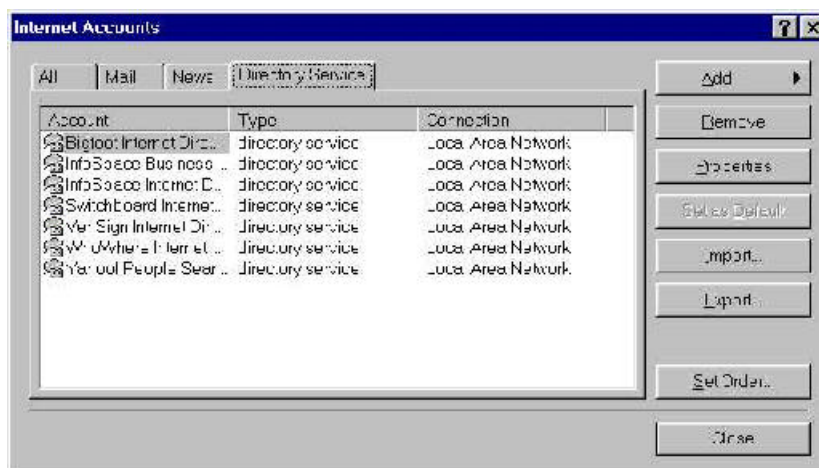 Internet Accounts
All Mail News Directory Service
Add
Account Type Connection
Remove
Bigfoot Internet Dire... directory service Local Area Network
InfoSpace Business ... directory service Local Area Network
Properties
InfoSpace Internet D... directory service Local Area Network
Switchboard Internet... directory service Local Area Network
Set as Default
VeriSign Internet Dir... directory service Local Area Network
WhoWhere Internet ... directory service Local Area Network
Import...
Yahoo! People Sear... directory service Local Area Network
Export...
Set Order...
Close